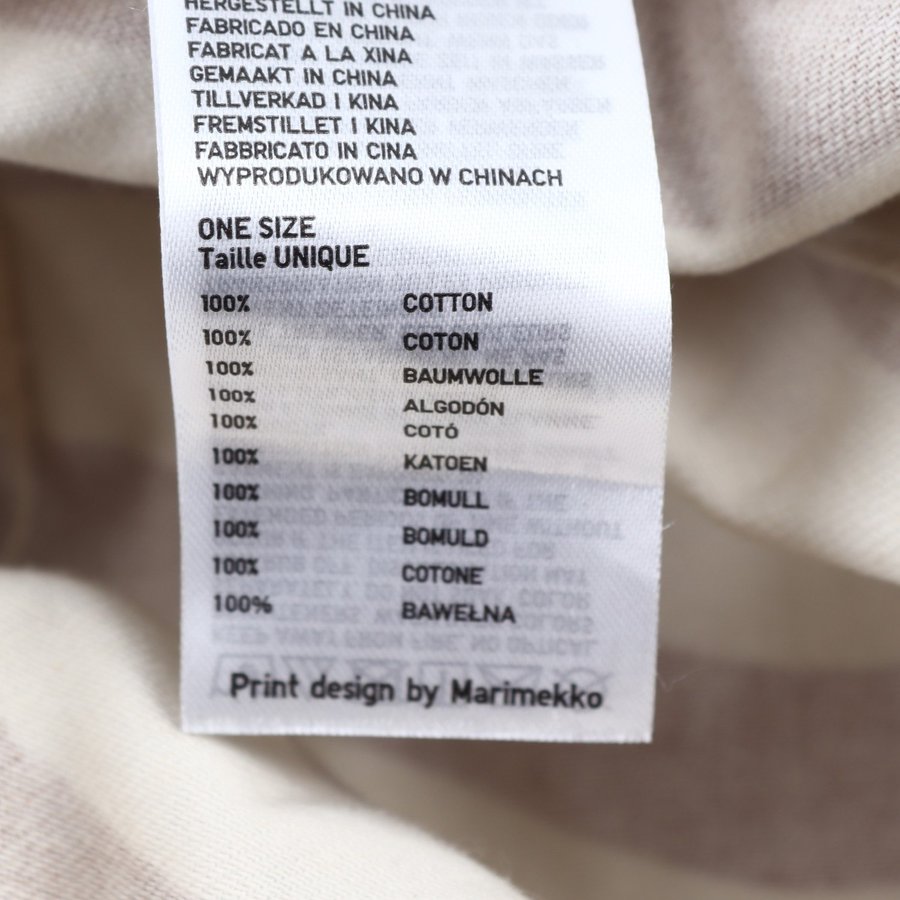 HERGESTELLT IN CHINA
FABRICADO EN CHINA
FABRICAT A LA XINA
GEMAAKT IN CHINA
TILLVERKAD I KINA
FREMSTILLET I KINA
FABBRICATO IN CINA
WYPRODUKOWANO W CHINACH
ONE SIZE
Taille UNIQUE
100% COTTON
100% COTON
100% BAUMWOLLE
100% ALGODÓN
100% COTÓ
100% KATOEN
100% BOMULL
100% BOMULD
100% COTONE
100% BAWEŁNA
Print design by Marimekko